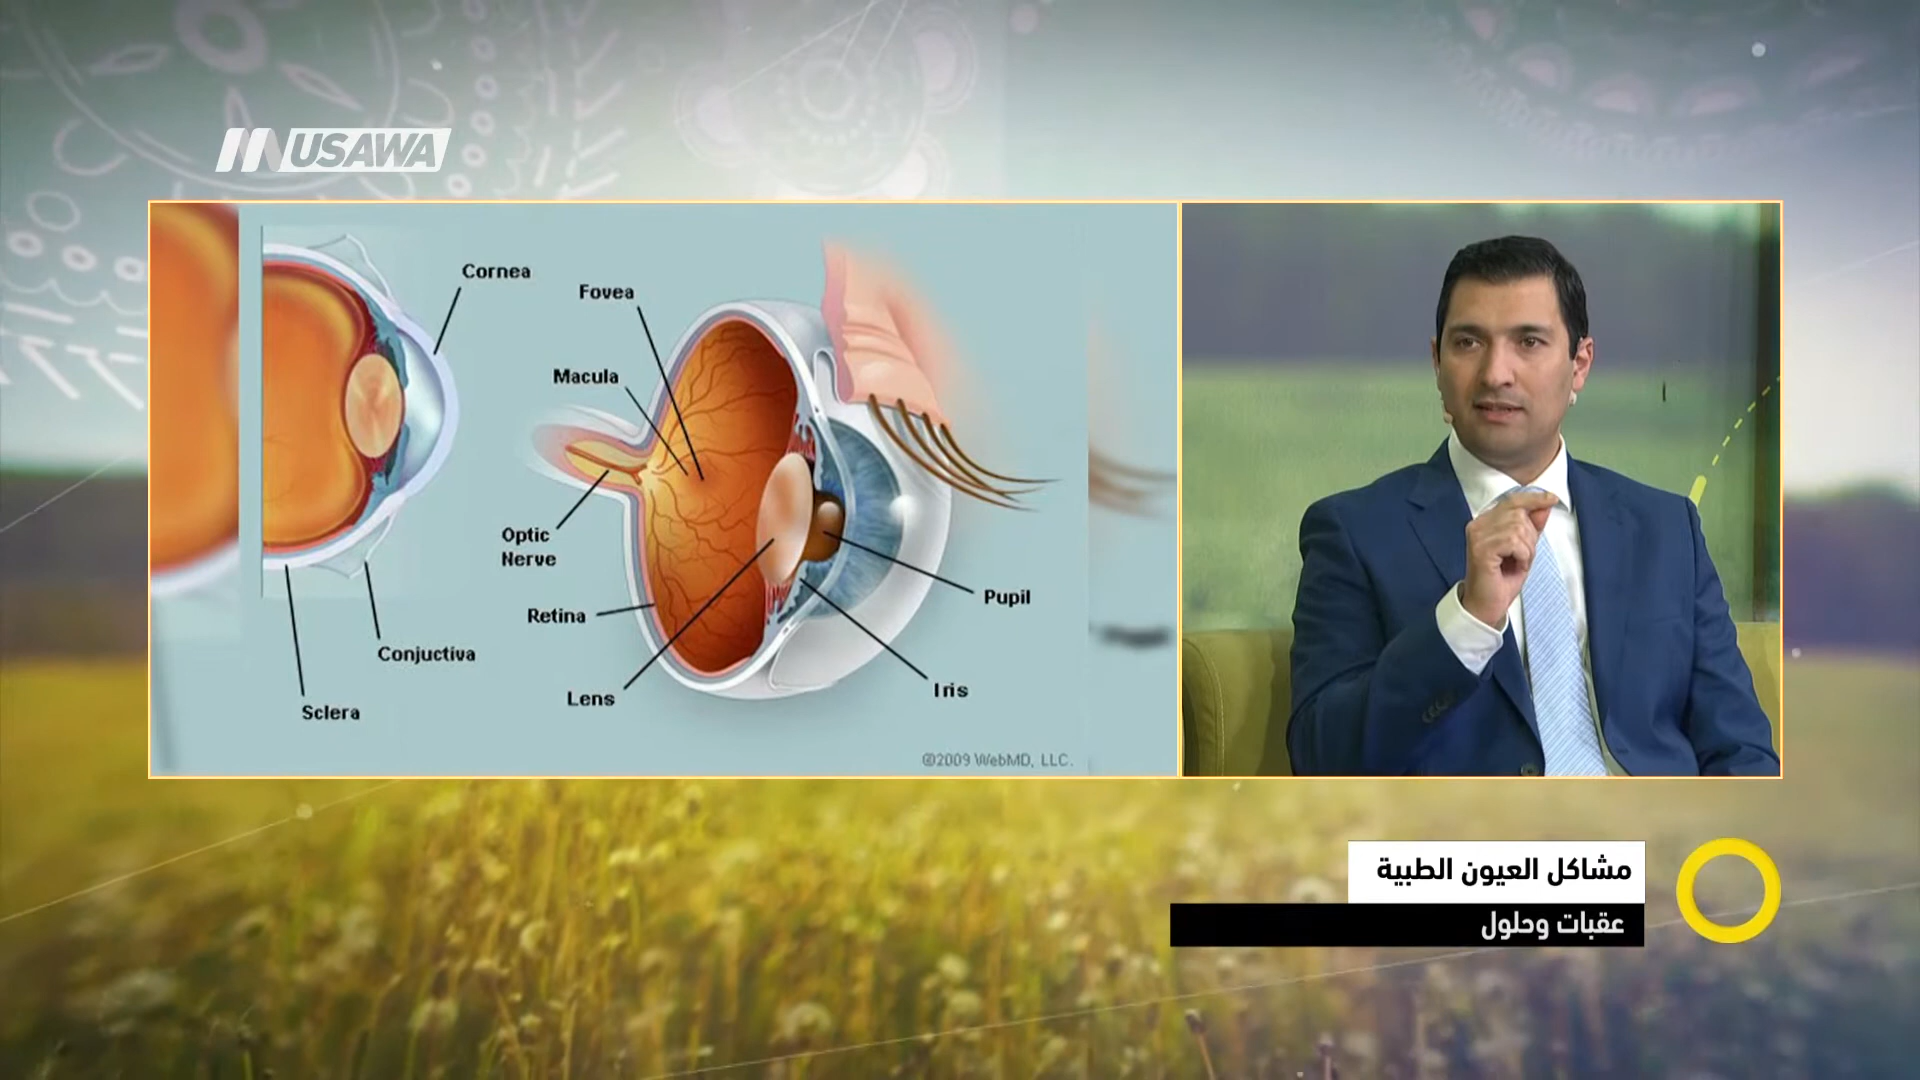 MUSAWA
Cornea
Fovea
Macula
Optic
Nerve
Retina
Pupil
Conjuctiva
Iris
Lens
Sclera
©2009 WebMD, LLC.
مشاكل العيون الطبية
عقبات وحلول